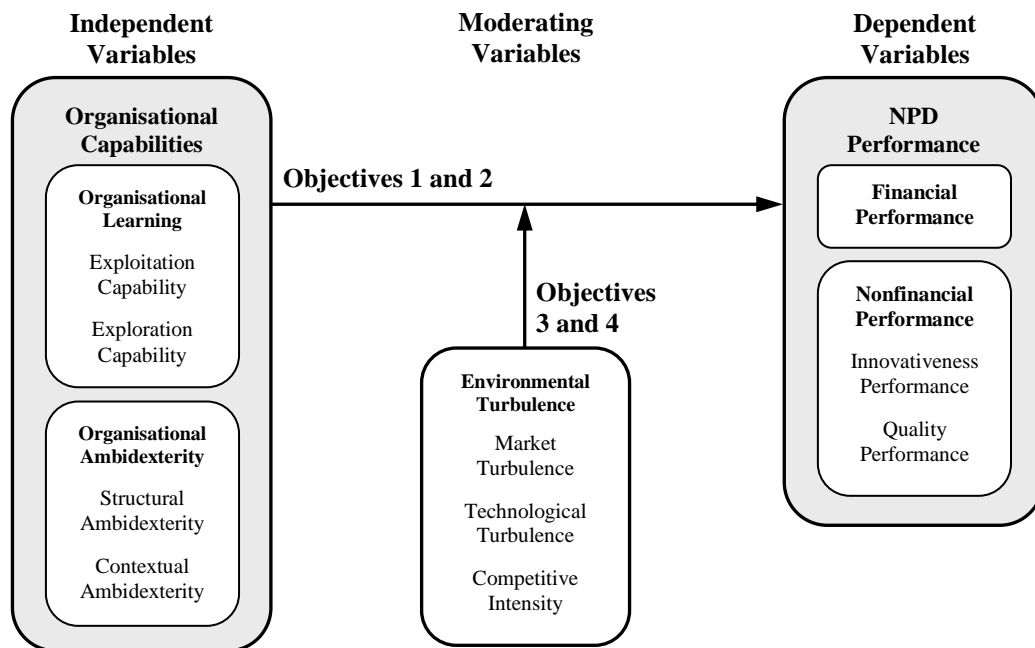 Independent
Variables
Moderating
Variables
Dependent
Variables
Organisational
Capabilities
Organisational
Learning
Exploitation
Capability
Exploration
Capability
Organisational
Ambidexterity
Structural
Ambidexterity
Contextual
Ambidexterity
Objectives 1 and 2
Objectives
3 and 4
Environmental
Turbulence
Market
Turbulence
Technological
Turbulence
Competitive
Intensity
NPD
Performance
Financial
Performance
Nonfinancial
Performance
Innovativeness
Performance
Quality
Performance